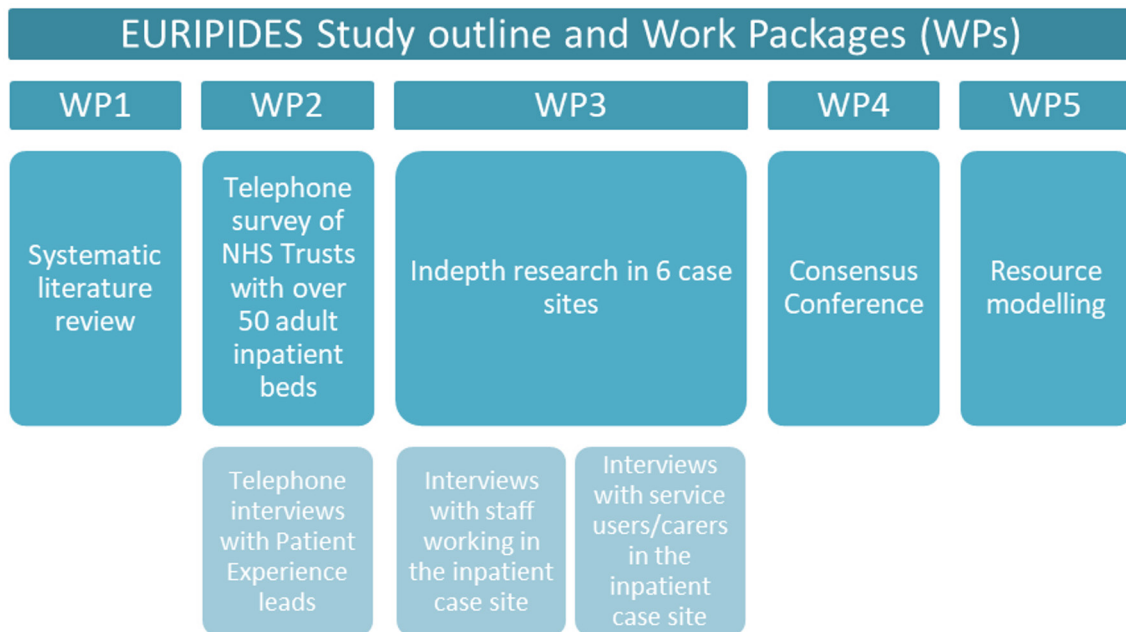 EURIPIDES Study outline and Work Packages (WPs)
WP1
WP2
WP3
WP4
WP5
Systematic
literature
review
Telephone
survey of
NHS Trusts
with over
50 adult
inpatient
beds
Indepth research in 6 case
sites
Consensus
Conference
Resource
modelling
Telephone
interviews
with Patient
Experience
leads
Interviews
with staff
working in
the inpatient
case site
Interviews
with service
users/carers
in the
inpatient
case site